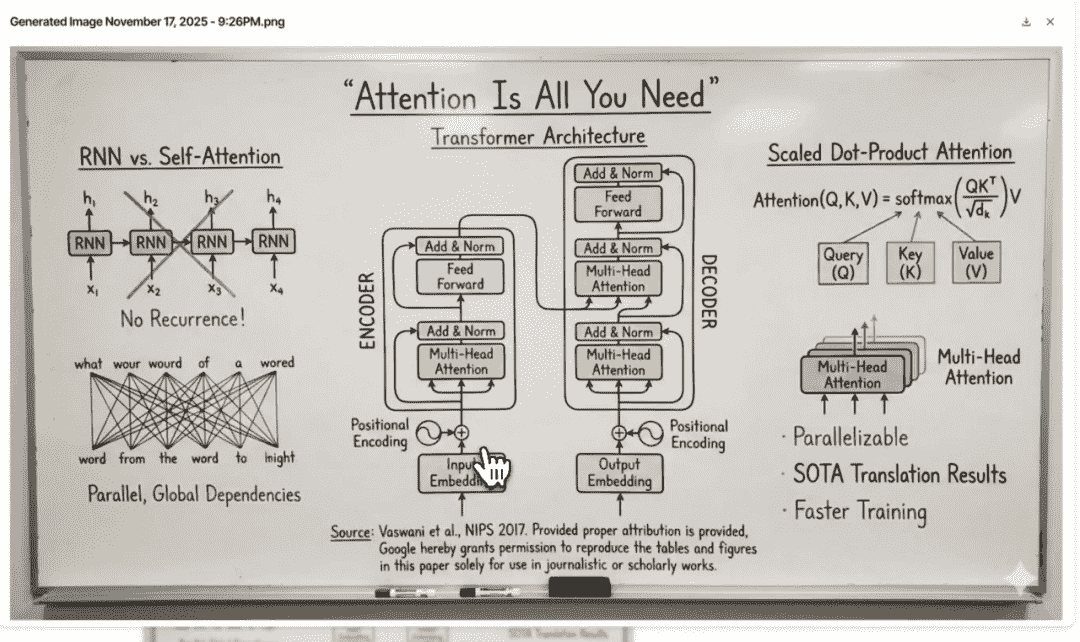 Generated Image November 17, 2025 - 9:26PM.png
“Attention Is All You Need”
Transformer Architecture
RNN vs. Self-Attention
h1 h2 h3 h4
RNN RNN RNN RNN
x1 x2 x3 x4
No Recurrence!
what wour wourd of a wored
word from the word to lnight
Parallel, Global Dependencies
ENCODER
Add & Norm
Feed
Forward
Add & Norm
Multi-Head
Attention
Positional
Encoding
Input
Embedding
DECODER
Add & Norm
Feed
Forward
Add & Norm
Multi-Head
Attention
Add & Norm
Multi-Head
Attention
Positional
Encoding
Output
Embedding
Source: Vaswani et al., NIPS 2017. Provided proper attribution is provided,
Google hereby grants permission to reproduce the tables and figures
in this paper solely for use in journalistic or scholarly works.
Scaled Dot-Product Attention
Attention(Q,K,V) = softmax(QK^T/√dk)V
Query
(Q)
Key
(K)
Value
(V)
Multi-Head
Attention
Multi-Head
Attention
· Parallelizable
· SOTA Translation Results
· Faster Training
SOTA Translation Results